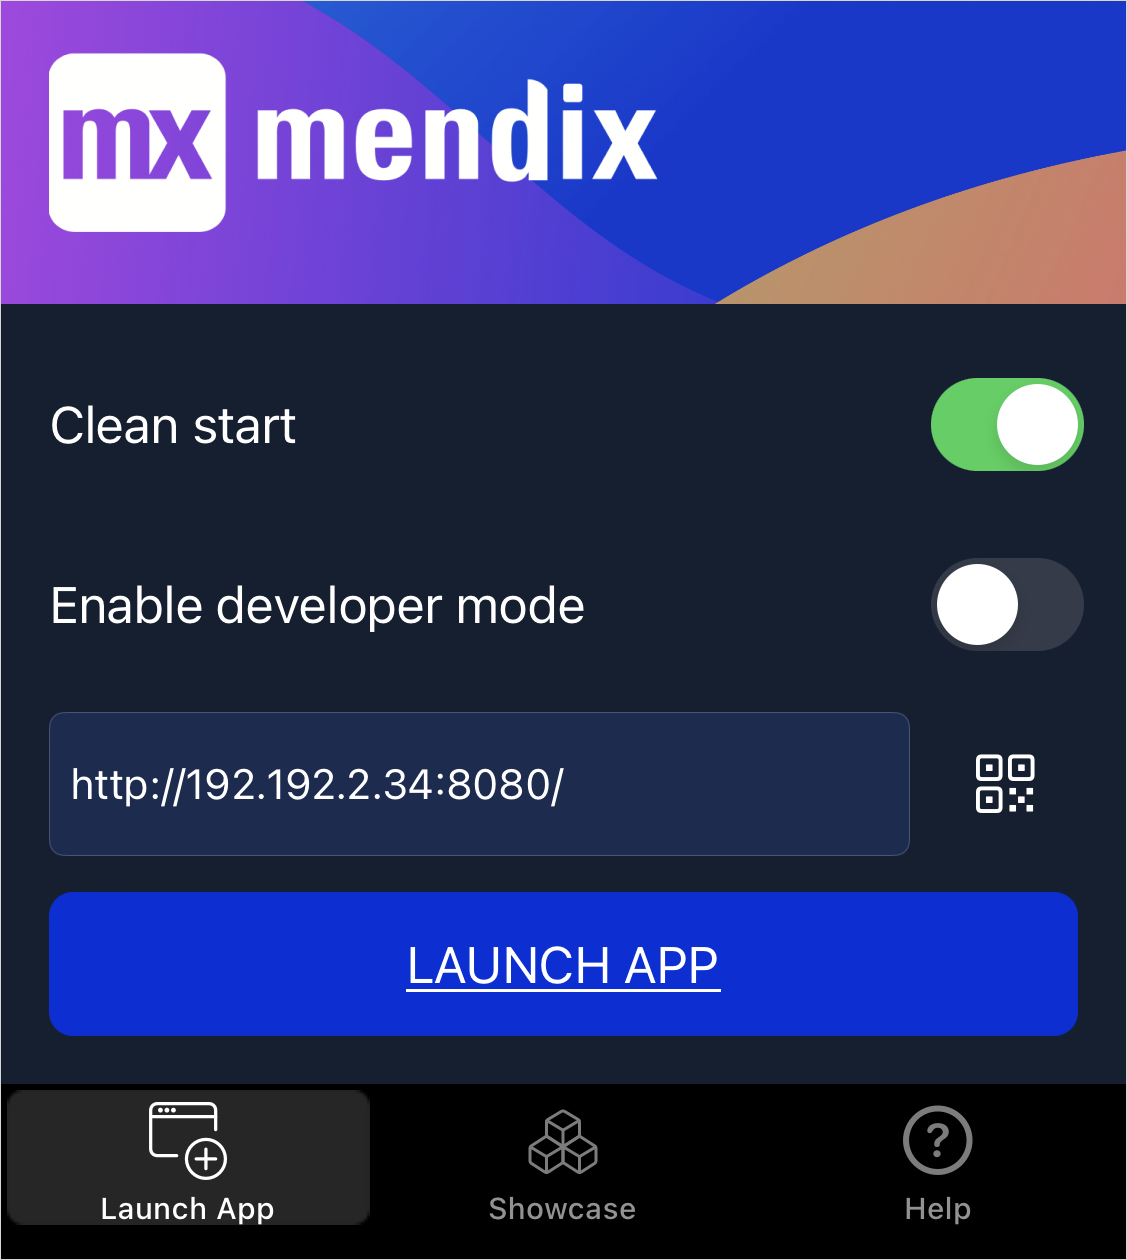 mx mendix
Clean start
Enable developer mode
http://192.192.2.34:8080/
LAUNCH APP
Launch App
Showcase
Help